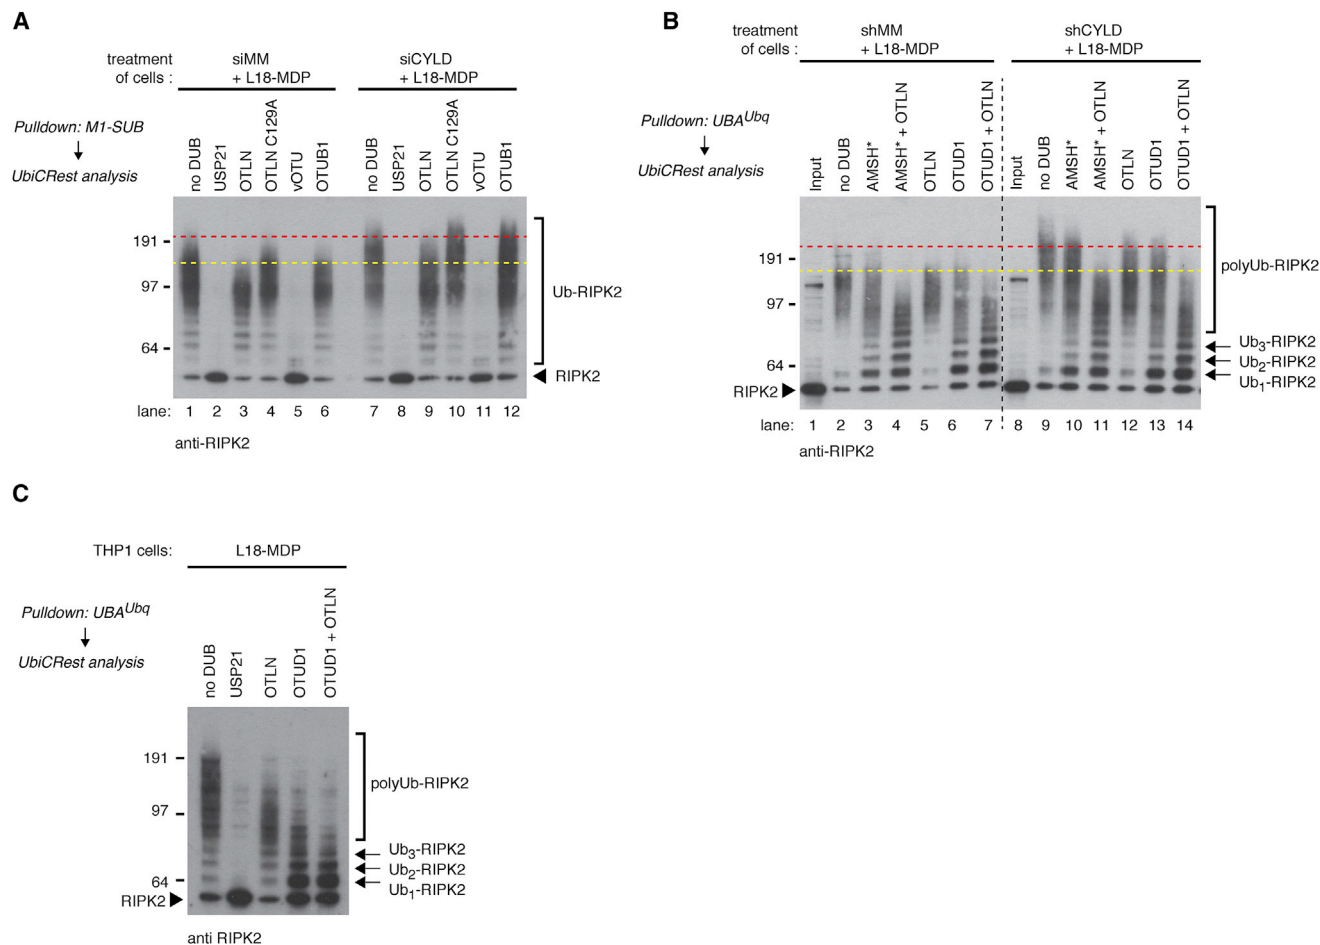 A
treatment of cells :
siMM + L18-MDP
siCYLD + L18-MDP
Pulldown: M1-SUB
UbiCRest analysis
no DUB
USP21
OTLN
OTLN C129A
vOTU
OTUB1
no DUB
USP21
OTLN
OTLN C129A
vOTU
OTUB1
191
97
64
Ub-RIPK2
RIPK2
lane: 1 2 3 4 5 6 7 8 9 10 11 12
anti-RIPK2
B
treatment of cells :
shMM + L18-MDP
shCYLD + L18-MDP
Pulldown: UBA^Ubq
UbiCRest analysis
Input
no DUB
AMSH*
AMSH* + OTLN
OTLN
OTUD1
OTUD1 + OTLN
Input
no DUB
AMSH*
AMSH* + OTLN
OTLN
OTUD1
OTUD1 + OTLN
191
97
64
RIPK2
polyUb-RIPK2
Ub3-RIPK2
Ub2-RIPK2
Ub1-RIPK2
lane: 1 2 3 4 5 6 7 8 9 10 11 12 13 14
anti-RIPK2
C
THP1 cells: L18-MDP
Pulldown: UBA^Ubq
UbiCRest analysis
no DUB
USP21
OTLN
OTUD1
OTUD1 + OTLN
191
97
64
RIPK2
polyUb-RIPK2
Ub3-RIPK2
Ub2-RIPK2
Ub1-RIPK2
anti RIPK2